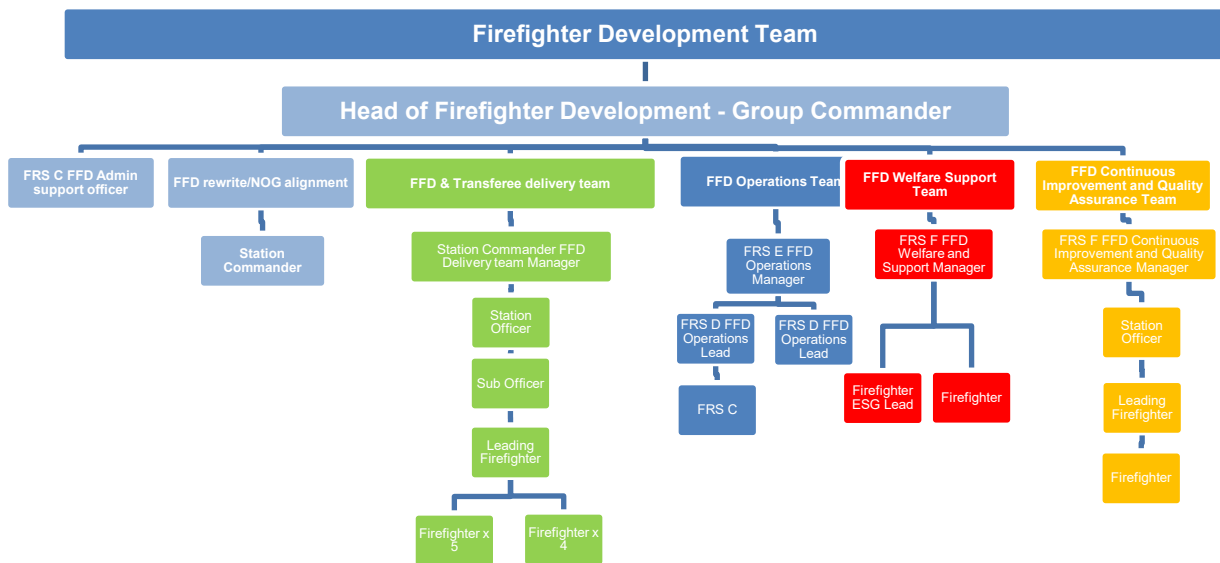 Firefighter Development Team
Head of Firefighter Development - Group Commander
FRS C FFD Admin
support officer
FFD rewrite/NOG alignment
FFD & Transferee delivery team
FFD Operations Team
FFD Welfare Support
Team
FFD Continuous
Improvement and Quality
Assurance Team
Station
Commander
Station Commander FFD
Delivery team Manager
FRS E FFD
Operations
Manager
FRS F FFD
Welfare and
Support Manager
FRS F FFD Continuous
Improvement and Quality
Assurance Manager
Station
Officer
FRS D FFD
Operations
Lead
FRS D FFD
Operations
Lead
Station
Officer
Sub Officer
FRS C
Firefighter
ESG Lead
Firefighter
Leading
Firefighter
Leading
Firefighter
Firefighter
Firefighter x
5
Firefighter x
4